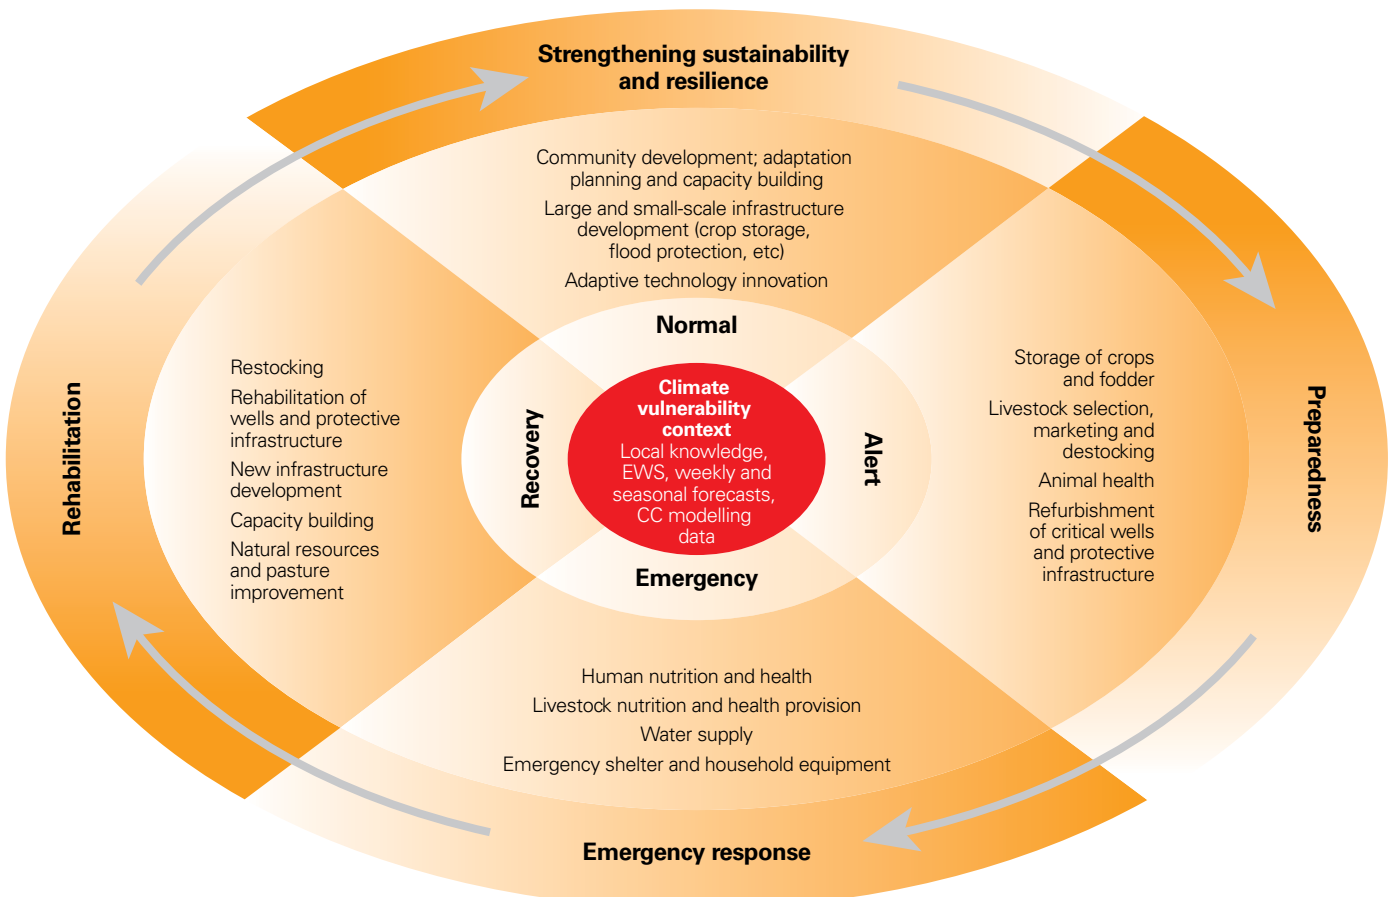 Strengthening sustainability
and resilience
Community development; adaptation
planning and capacity building
Large and small-scale infrastructure
development (crop storage,
flood protection, etc)
Adaptive technology innovation
Normal
Preparedness
Storage of crops
and fodder
Livestock selection,
marketing and
destocking
Animal health
Refurbishment
of critical wells
and protective
infrastructure
Alert
Climate
vulnerability
context
Local knowledge,
EWS, weekly and
seasonal forecasts,
CC modelling
data
Emergency
Human nutrition and health
Livestock nutrition and health provision
Water supply
Emergency shelter and household equipment
Emergency response
Rehabilitation
Restocking
Rehabilitation of
wells and protective
infrastructure
New infrastructure
development
Capacity building
Natural resources
and pasture
improvement
Recovery